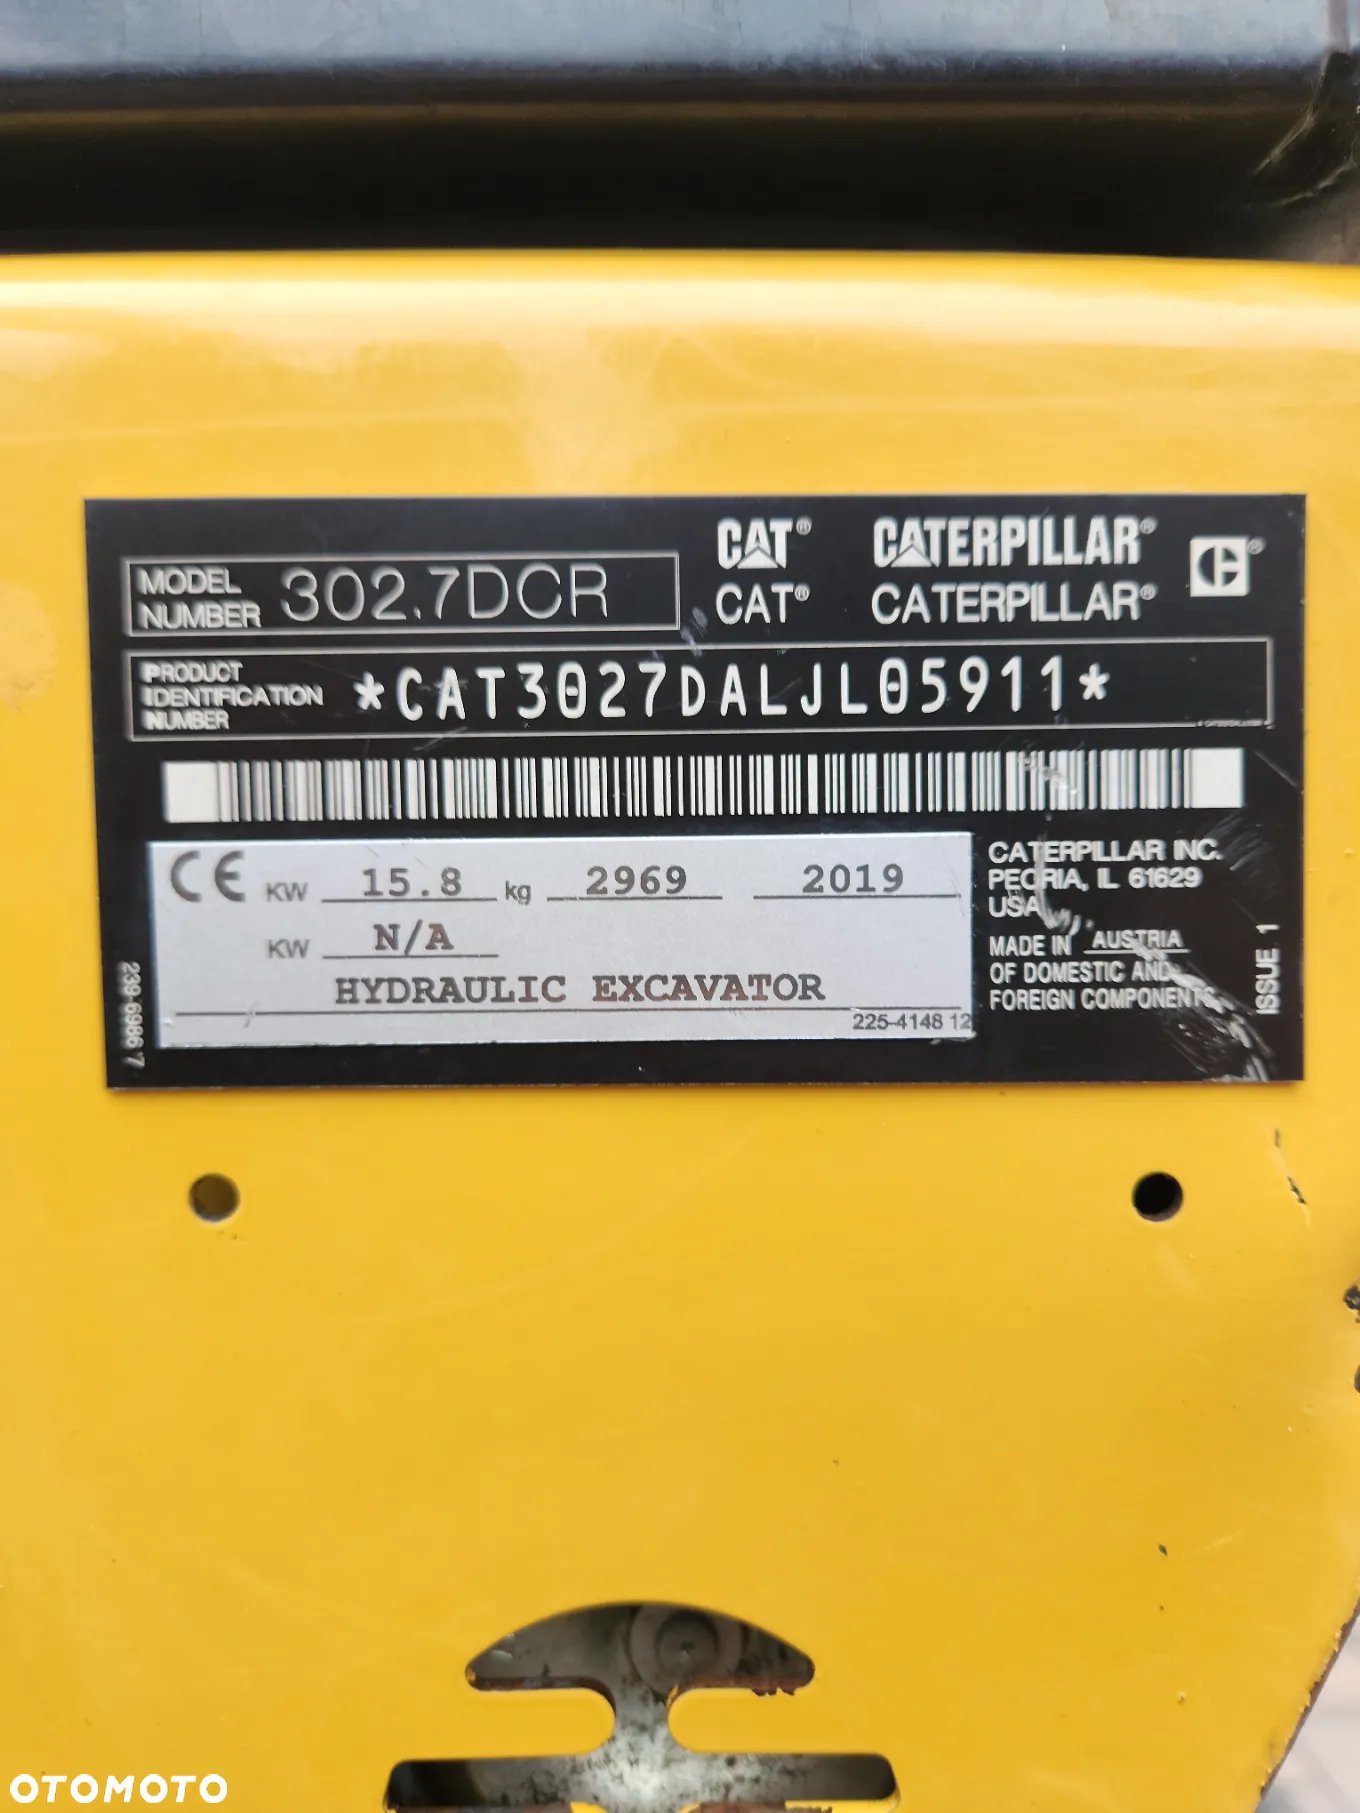 CAT® CATERPILLAR® CE®
CAT® CATERPILLAR®
MODEL
NUMBER 302.7DCR
PRODUCT
IDENTIFICATION
NUMBER *CAT3027DALJL05911*
CE KW 15.8 kg 2969 2019
KW N/A
HYDRAULIC EXCAVATOR
225-4148 12
CATERPILLAR INC.
PEORIA, IL 61629
USA
MADE IN AUSTRIA
OF DOMESTIC AND
FOREIGN COMPONENTS
ISSUE 1
239-6986 7
OTOMOTO